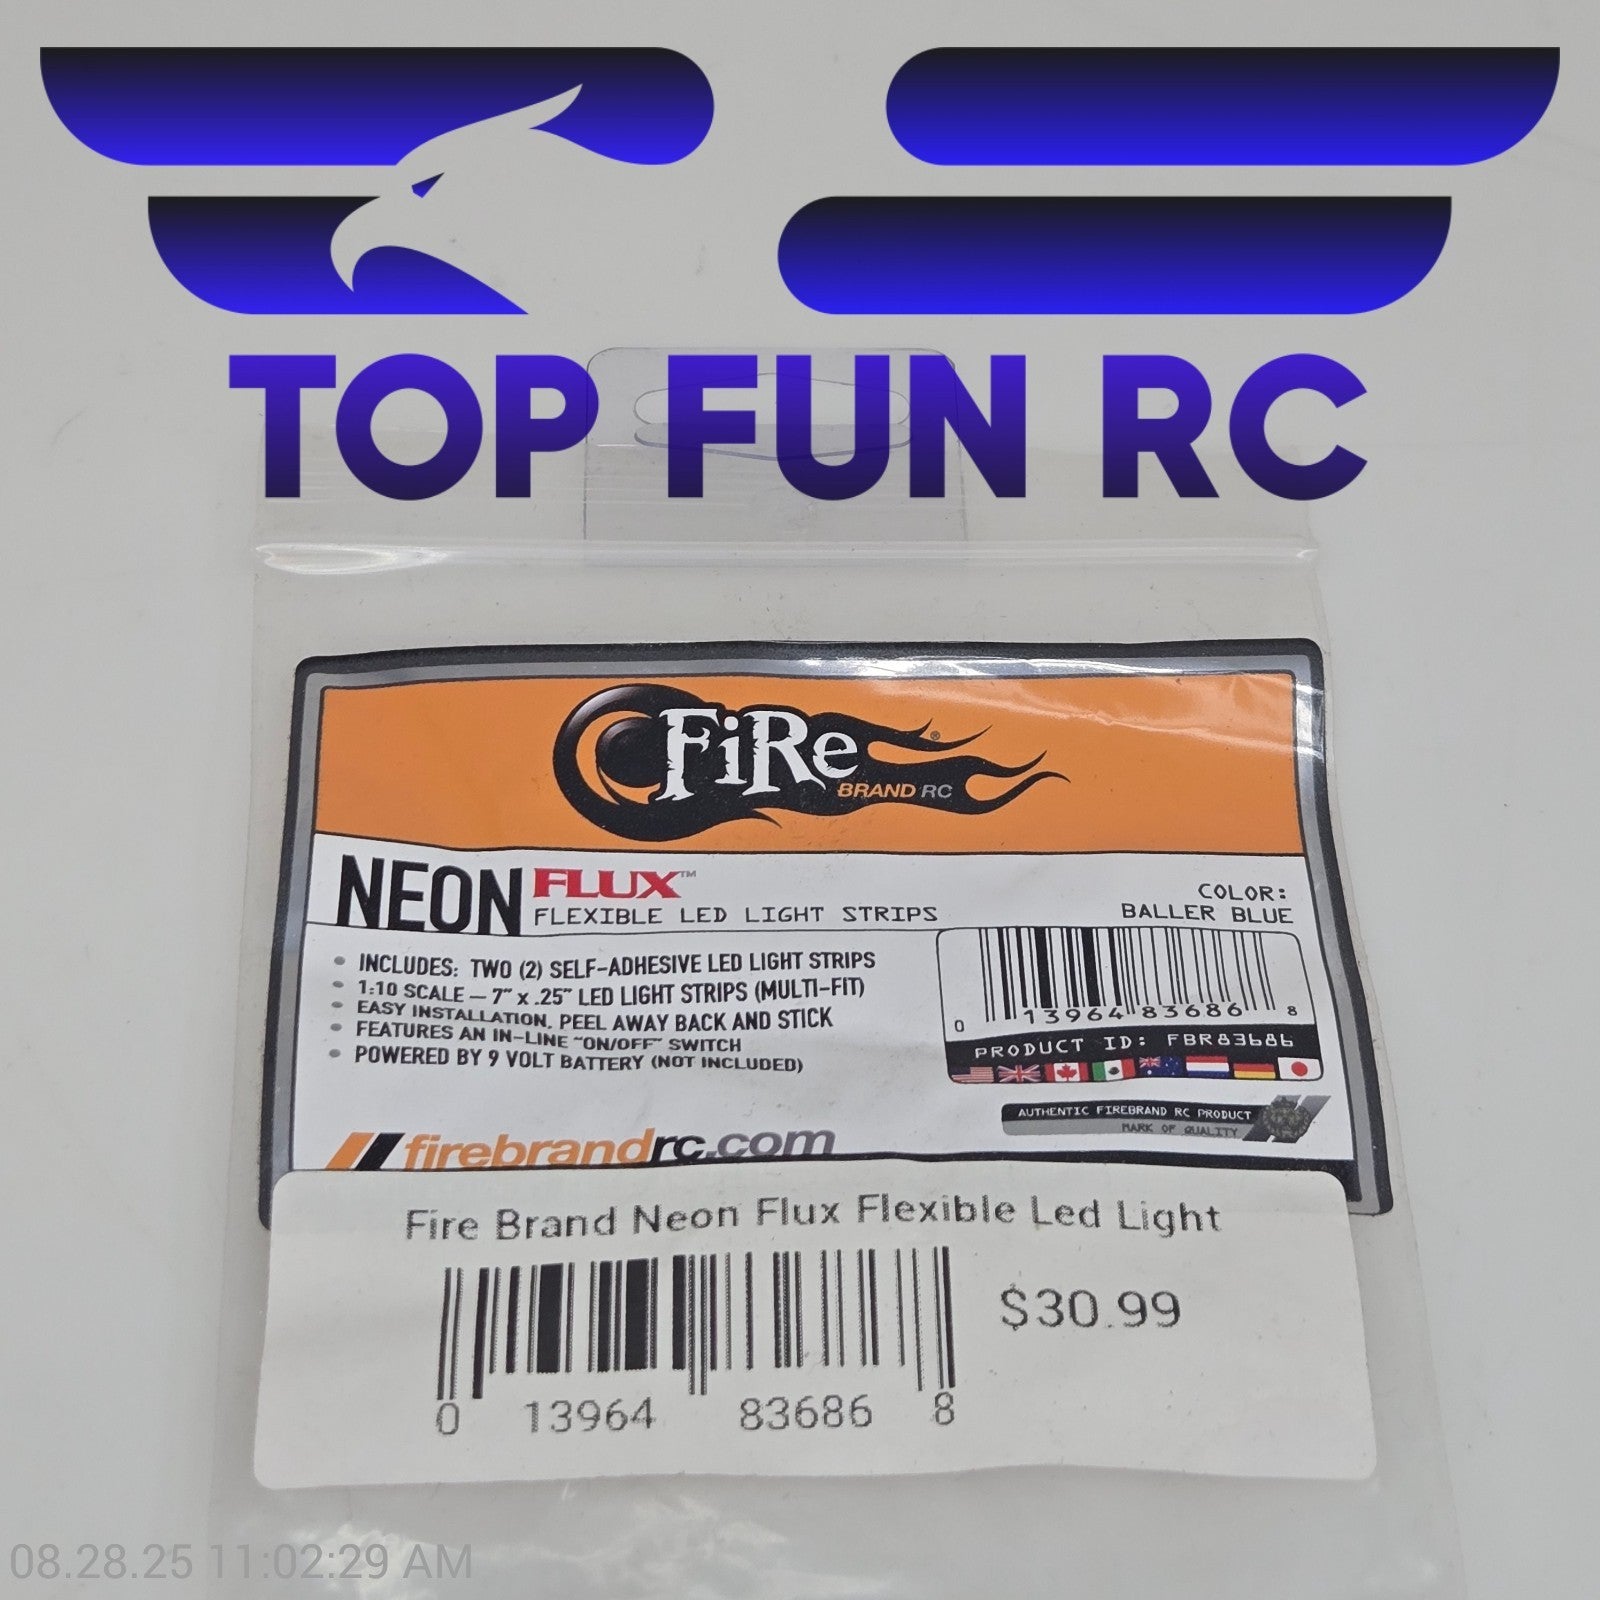 TOP FUN RC
FiRe®
BRAND RC
NEON FLUX™
FLEXIBLE LED LIGHT STRIPS
COLOR:
BALLER BLUE
• INCLUDES: TWO (2) SELF-ADHESIVE LED LIGHT STRIPS
• 1:10 SCALE – 7" x .25" LED LIGHT STRIPS (MULTI-FIT)
• EASY INSTALLATION, PEEL AWAY BACK AND STICK
• FEATURES AN IN-LINE "ON/OFF" SWITCH
• POWERED BY 9 VOLT BATTERY (NOT INCLUDED)
0 13964 83686 8
PRODUCT ID: FBR83686
AUTHENTIC FIREBRAND RC PRODUCT
MARK OF QUALITY
firebrandrc.com
Fire Brand Neon Flux Flexible Led Light
$30.99
0 13964 83686 8
08.28.25 11:02:29 AM